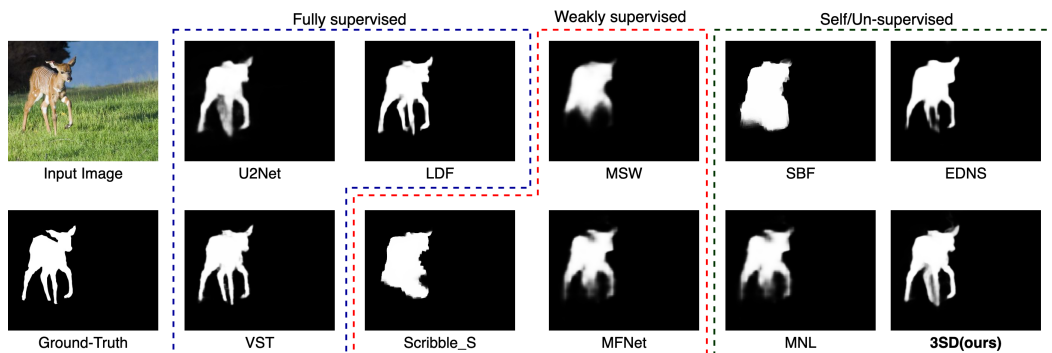 Fully supervised
Weakly supervised
Self/Un-supervised
Input Image
U2Net
LDF
MSW
SBF
EDNS
Ground-Truth
VST
Scribble_S
MFNet
MNL
3SD(ours)